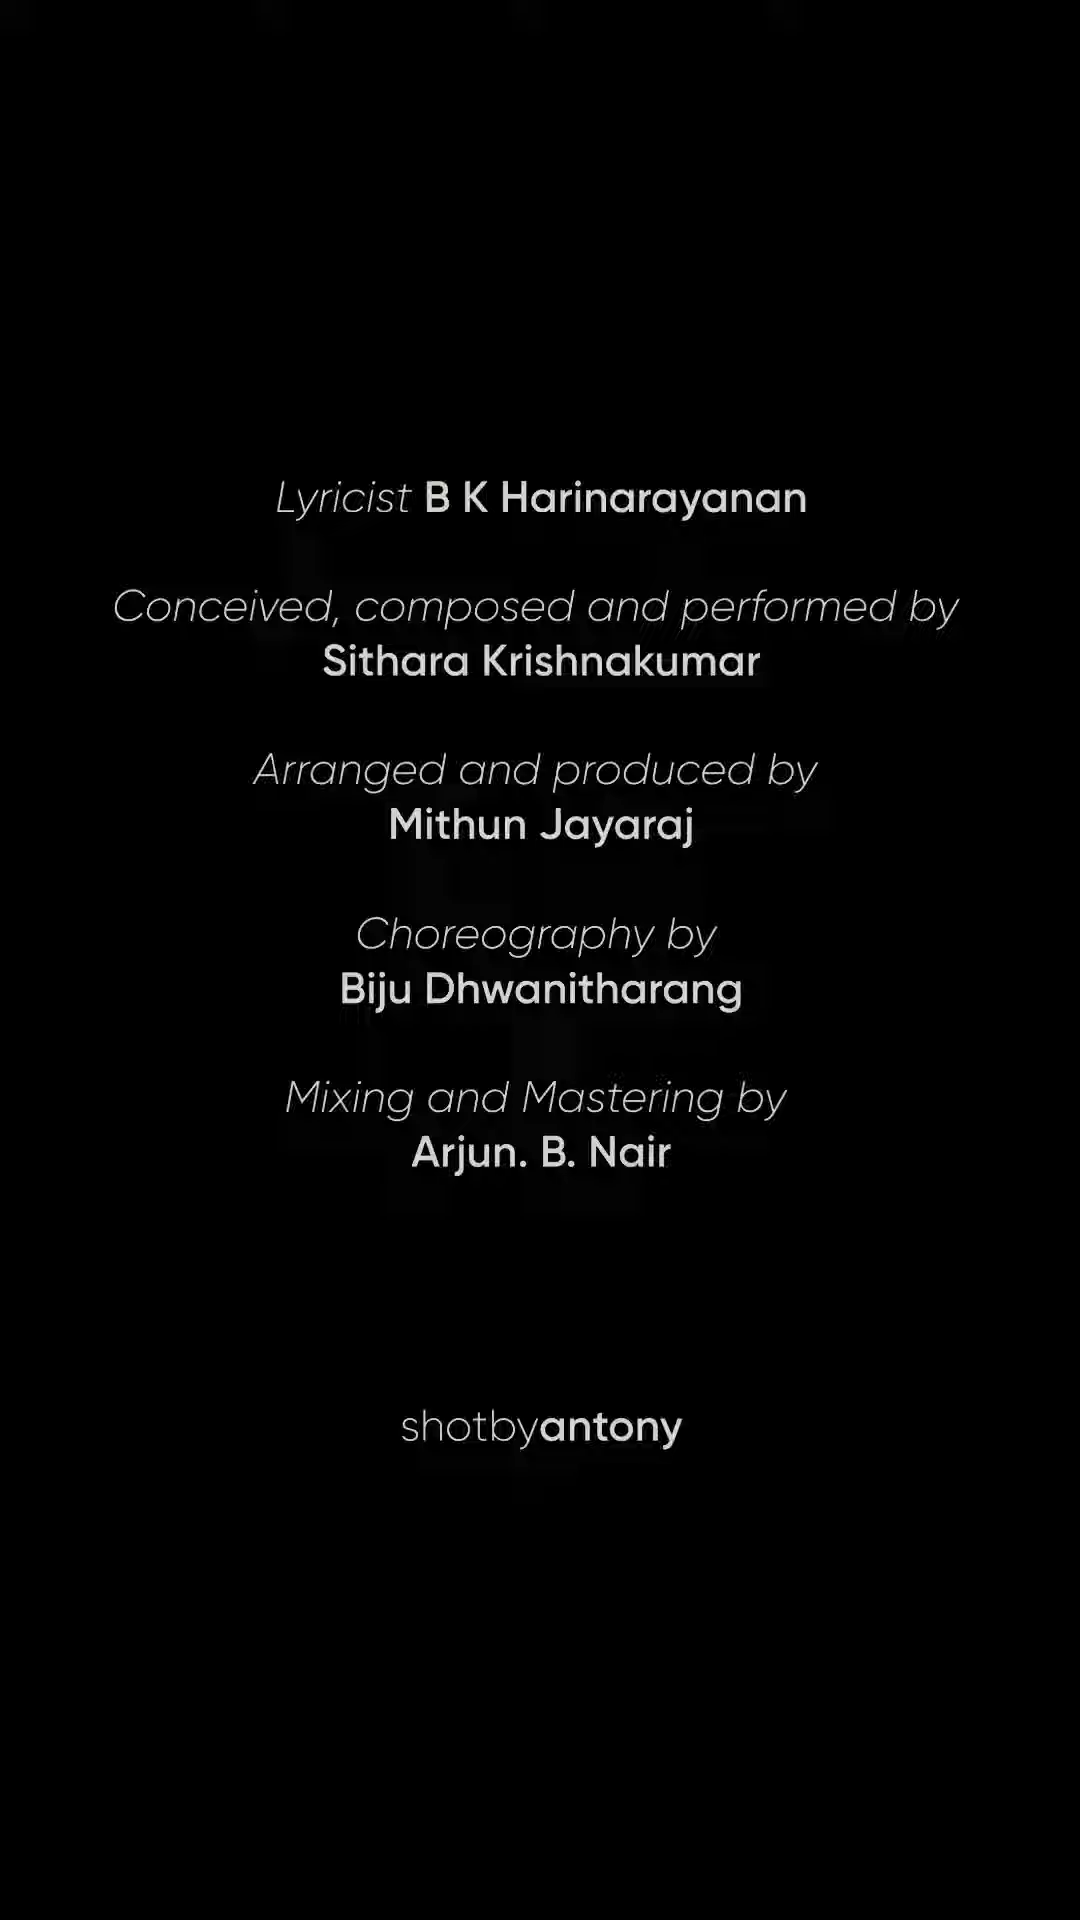 Lyricist B K Harinarayanan
Conceived, composed and performed by
Sithara Krishnakumar
Arranged and produced by
Mithun Jayaraj
Choreography by
Biju Dhwanitharang
Mixing and Mastering by
Arjun. B. Nair
shotbyantony